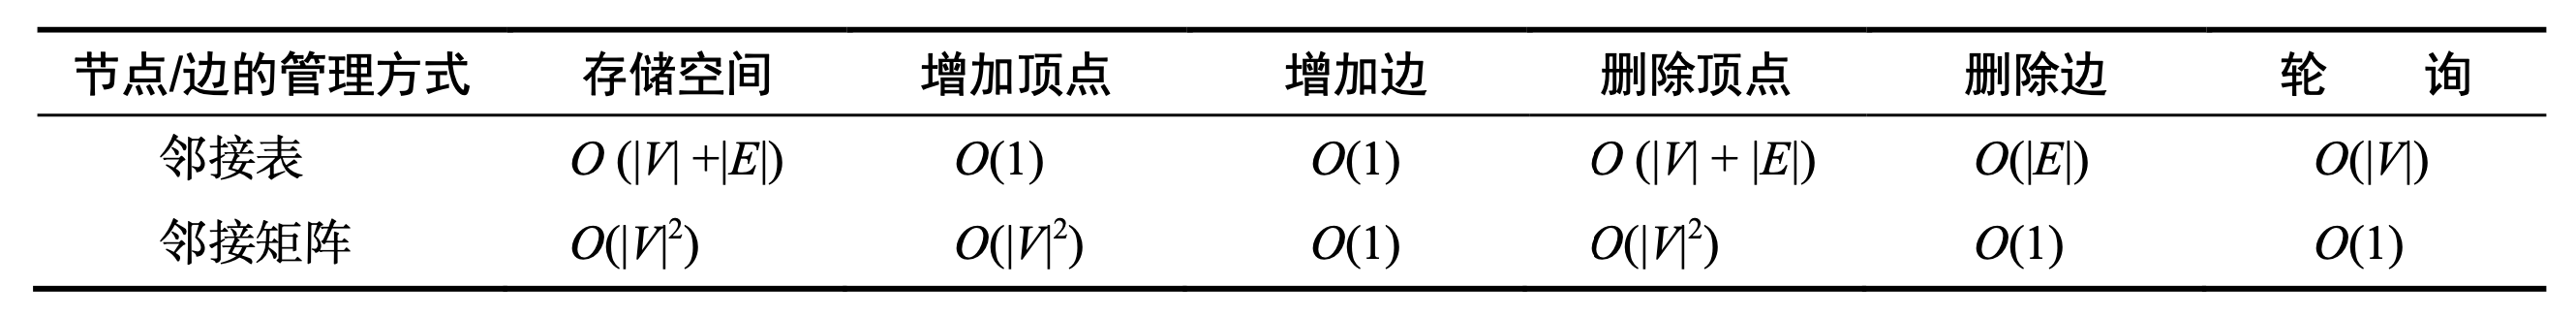 节点/边的管理方式 存储空间 增加顶点 增加边 删除顶点 删除边 轮 询
邻接表 O (|V| +|E|) O(1) O(1) O (|V| + |E|) O(|E|) O(|V|)
邻接矩阵 O(|V|²) O(|V|²) O(1) O(|V|²) O(1) O(1)